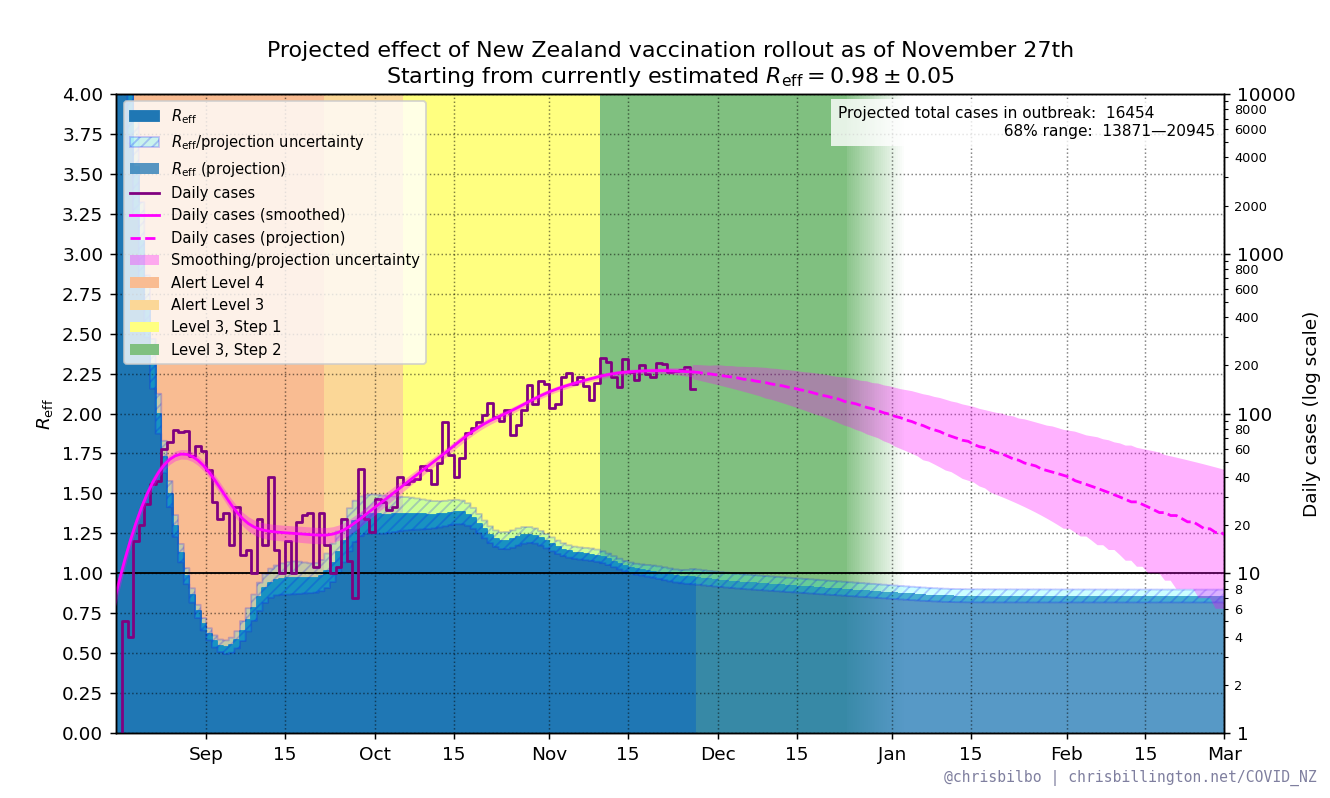 Projected effect of New Zealand vaccination rollout as of November 27th
Starting from currently estimated Reff = 0.98 ± 0.05
Reff
Reff/projection uncertainty
Reff (projection)
Daily cases
Daily cases (smoothed)
Daily cases (projection)
Smoothing/projection uncertainty
Alert Level 4
Alert Level 3
Level 3, Step 1
Level 3, Step 2
Projected total cases in outbreak: 16454
68% range: 13871—20945
4.00
3.75
3.50
3.25
3.00
2.75
2.50
2.25
2.00
1.75
1.50
1.25
1.00
0.75
0.50
0.25
0.00
Reff
10000
8000
6000
4000
2000
1000
800
600
400
200
100
80
60
40
20
10
8
6
4
2
1
Daily cases (log scale)
Sep 15 Oct 15 Nov 15 Dec 15 Jan 15 Feb 15 Mar
@chrisbilbo | chrisbillington.net/COVID_NZ